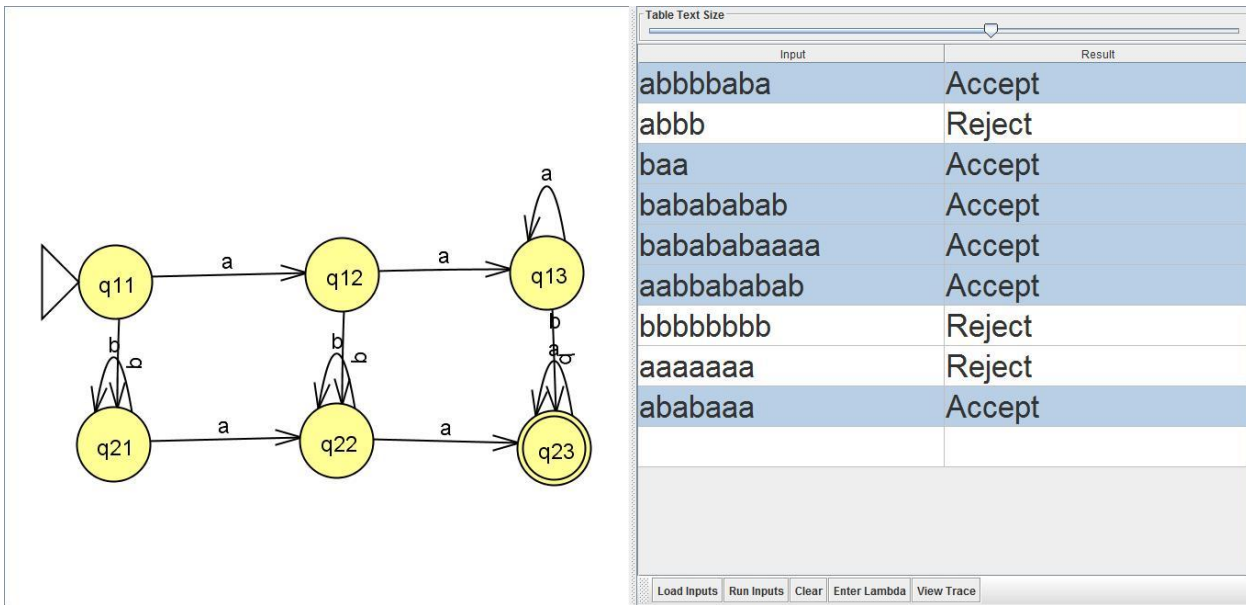 Table Text Size
Input Result
abbbbaba Accept
abbb Reject
baa Accept
babababab Accept
bababababaaaa Accept
aabbababab Accept
bbbbbbbb Reject
aaaaaaa Reject
ababaaa Accept
a
a a
q11 q12 q13
b
b b a
b b b
a a
q21 q22 q23
Load Inputs Run Inputs Clear Enter Lambda View Trace